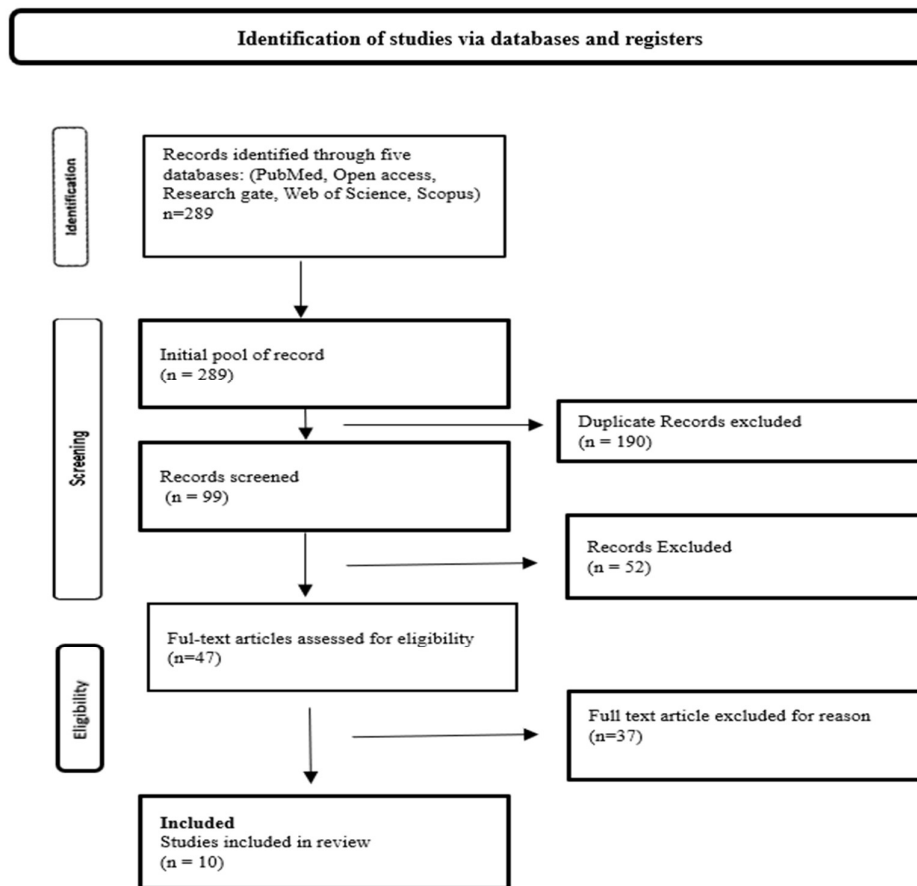 Identification of studies via databases and registers
Identification
Records identified through five
databases: (PubMed, Open access,
Research gate, Web of Science, Scopus)
n=289
Screening
Initial pool of record
(n = 289)
Duplicate Records excluded
(n = 190)
Records screened
(n = 99)
Records Excluded
(n = 52)
Eligibility
Ful-text articles assessed for eligibility
(n=47)
Full text article excluded for reason
(n=37)
Included
Studies included in review
(n = 10)